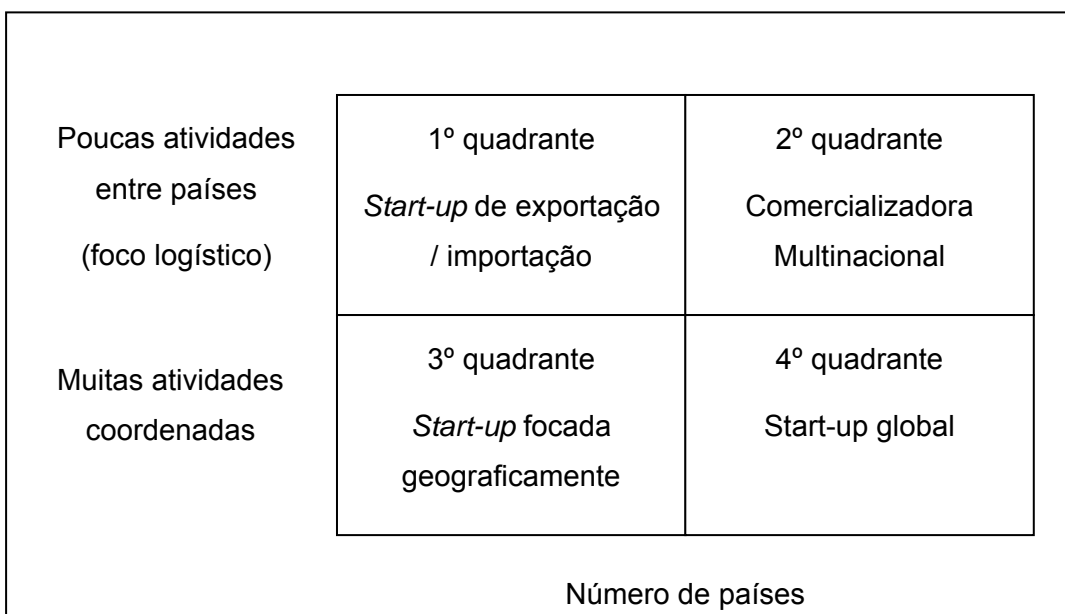 Poucas atividades
entre países
(foco logístico)
1º quadrante
Start-up de exportação
/ importação
2º quadrante
Comercializadora
Multinacional
Muitas atividades
coordenadas
3º quadrante
Start-up focada
geograficamente
4º quadrante
Start-up global
Número de países